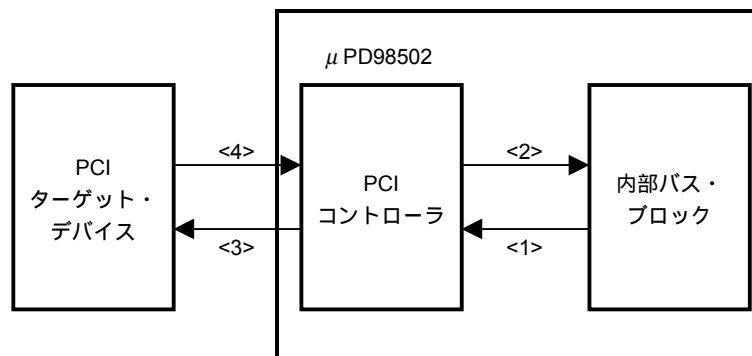 μ PD98502
PCI
ターゲット・
デバイス
<4>
<3>
PCI
コントローラ
<2>
<1>
内部バス・
ブロック